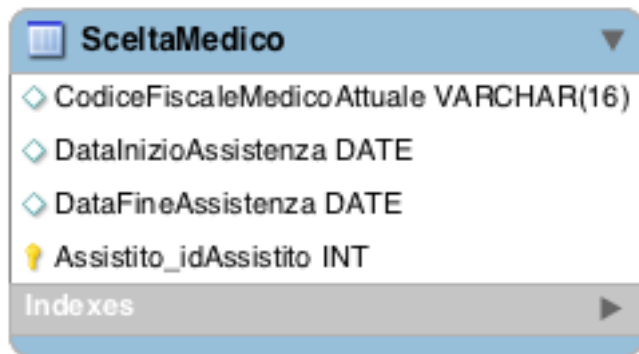 SceltaMedico
CodiceFiscaleMedicoAttuale VARCHAR(16)
DataInizioAssistenza DATE
DataFineAssistenza DATE
Assistito_idAssistito INT
Indexes